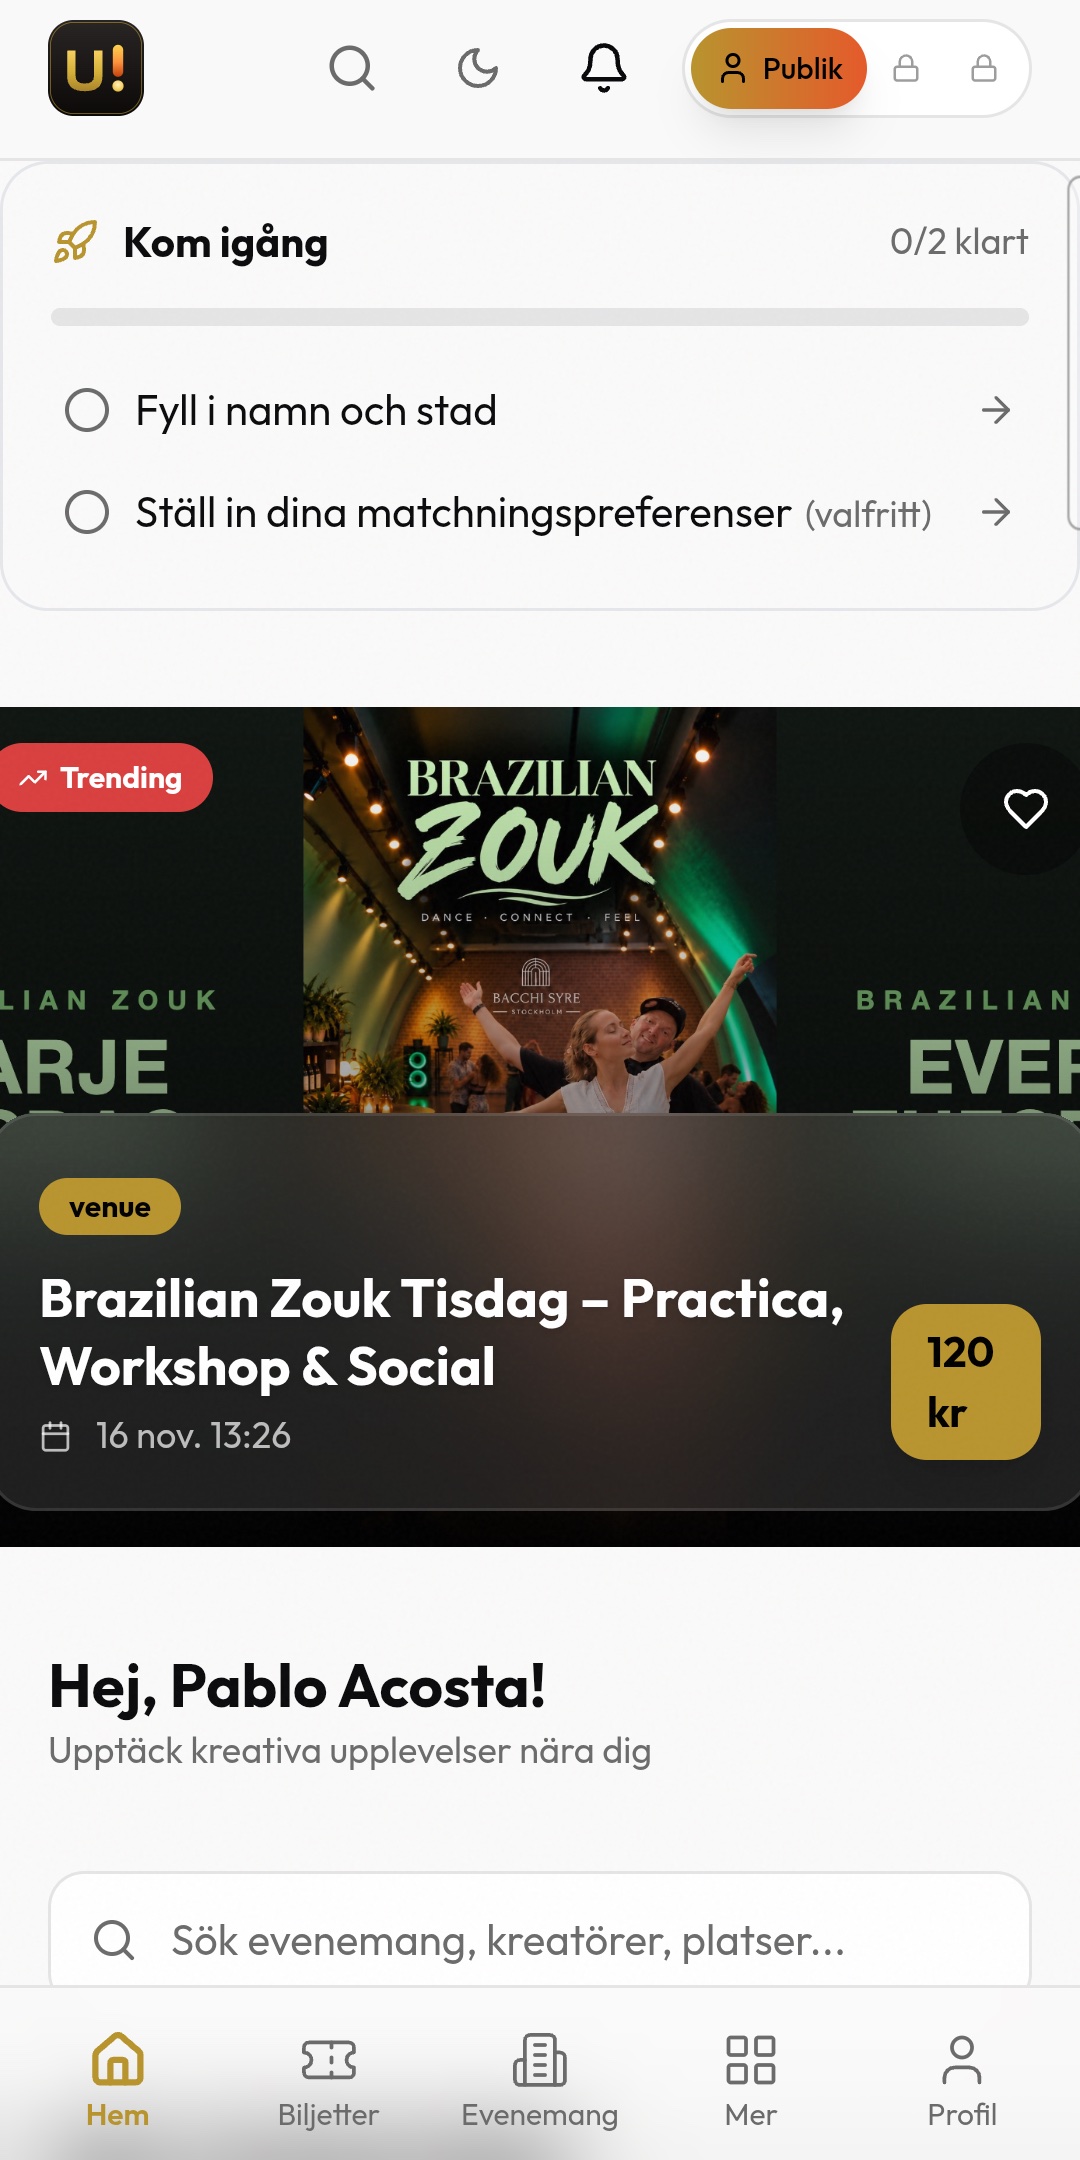 U!
Publik
Kom igång
0/2 klart
Fyll i namn och stad
Ställ in dina matchningspreferenser (valfritt)
Trending
BRAZILIAN
ZOUK
DANCE · CONNECT · FEEL
BACCHI SYRE
STOCKHOLM
LIAN ZOUK
ARJE
BRAZILIAN
EVER
venue
Brazilian Zouk Tisdag – Practica,
Workshop & Social
16 nov. 13:26
120
kr
Hej, Pablo Acosta!
Upptäck kreativa upplevelser nära dig
Sök evenemang, kreatörer, platser...
Hem
Biljetter
Evenemang
Mer
Profil